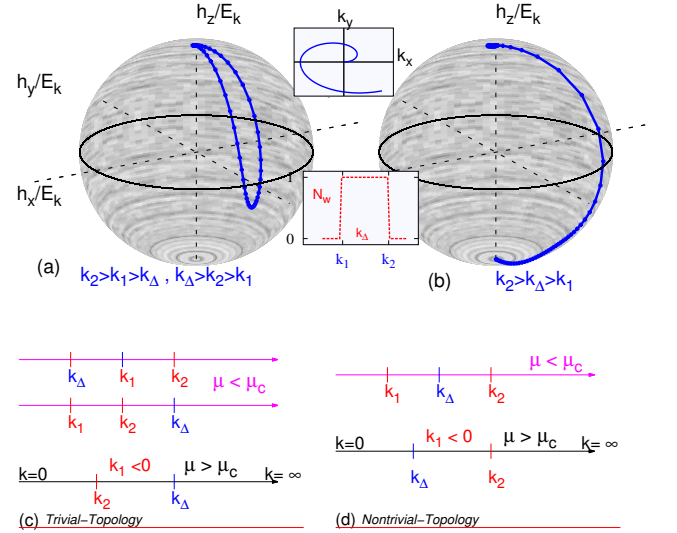 h_z/E_k
h_y/E_k
h_x/E_k
(a)
k_2>k_1>k_Δ , k_Δ>k_2>k_1
k_y
k_x
1
N_w
k_Δ
0
k_1 k_2
h_z/E_k
(b)
k_2>k_Δ>k_1
k_Δ k_1 k_2
μ < μ_c
k_1 k_2 k_Δ
k=0 k_1 <0 μ > μ_c k= ∞
k_2 k_Δ
(c) Trivial-Topology
μ < μ_c
k_1 k_Δ k_2
k=0 k_1 < 0 μ > μ_c k= ∞
k_Δ k_2
(d) Nontrivial-Topology